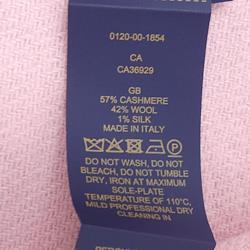 0120-00-1854
CA
CA36929
GB
57% CASHMERE
42% WOOL
1% SILK
MADE IN ITALY
DO NOT WASH, DO NOT
BLEACH, DO NOT TUMBLE
DRY, IRON AT MAXIMUM
SOLE-PLATE
TEMPERATURE OF 110°C,
MILD PROFESSIONAL DRY
CLEANING IN